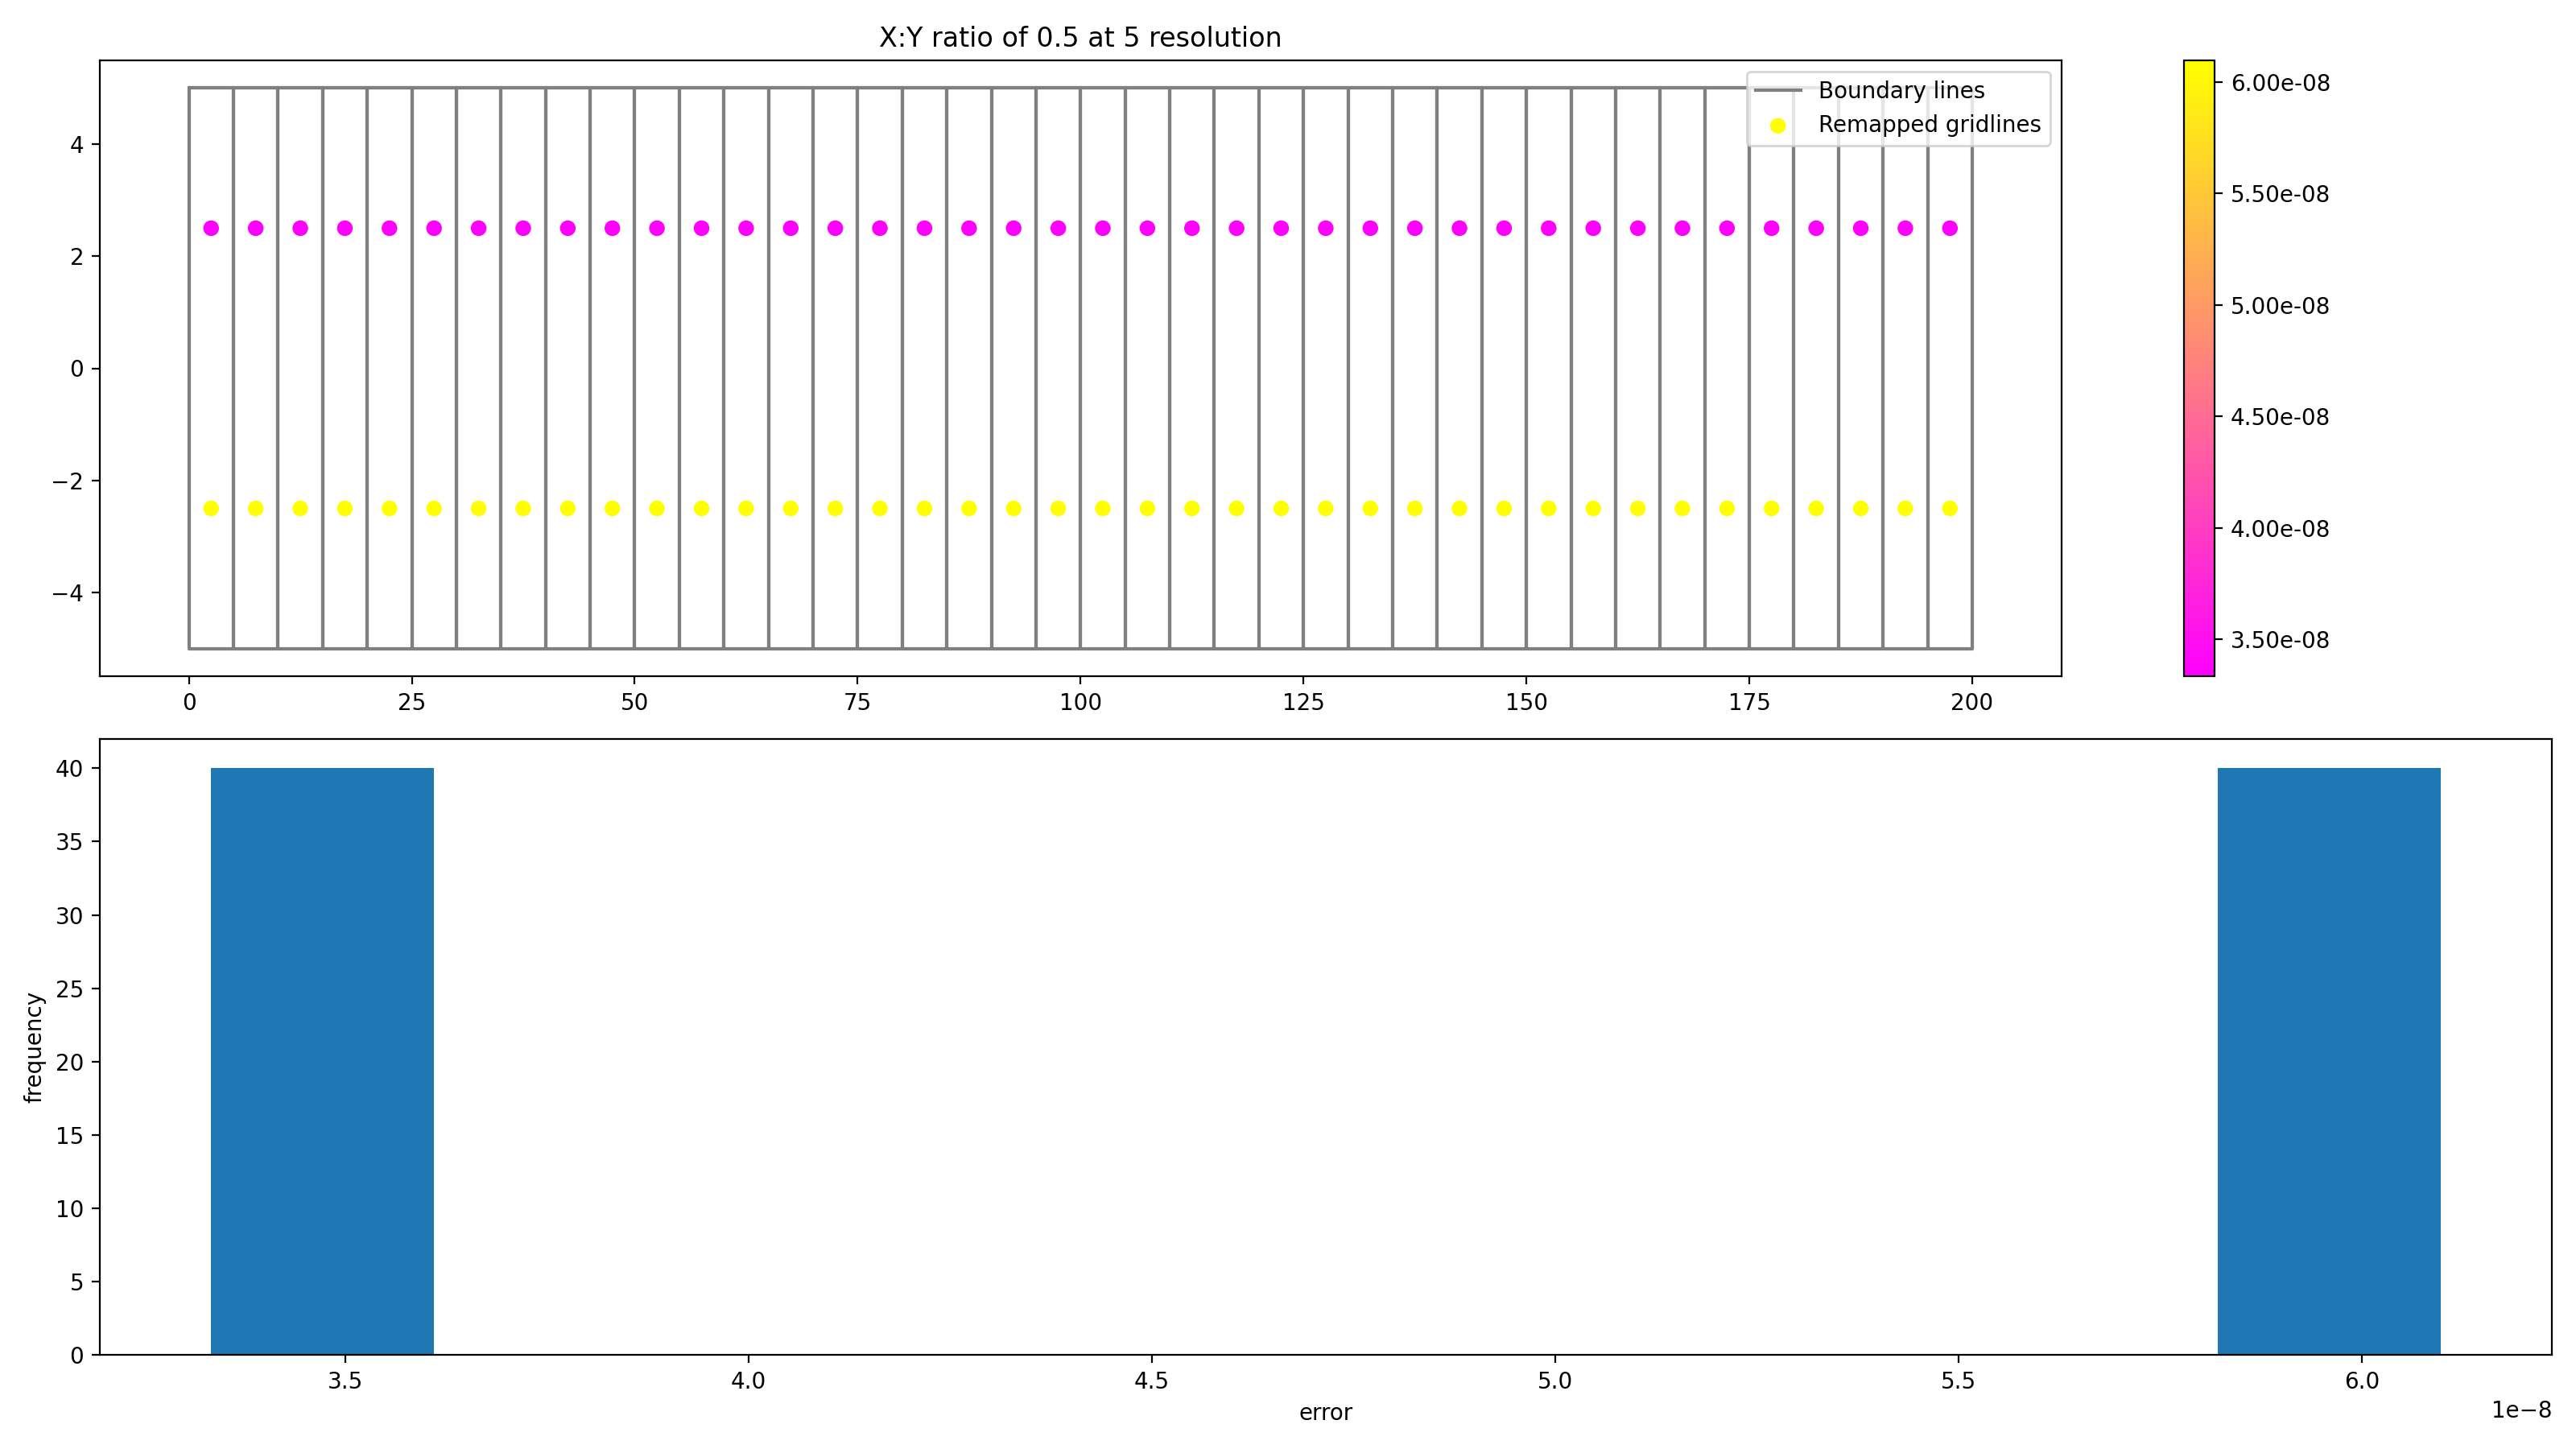 X:Y ratio of 0.5 at 5 resolution
Boundary lines
Remapped gridlines
4
2
0
−2
−4
0 25 50 75 100 125 150 175 200
6.00e-08
5.50e-08
5.00e-08
4.50e-08
4.00e-08
3.50e-08
frequency
40
35
30
25
20
15
10
5
0
3.5 4.0 4.5 5.0 5.5 6.0
error
1e−8